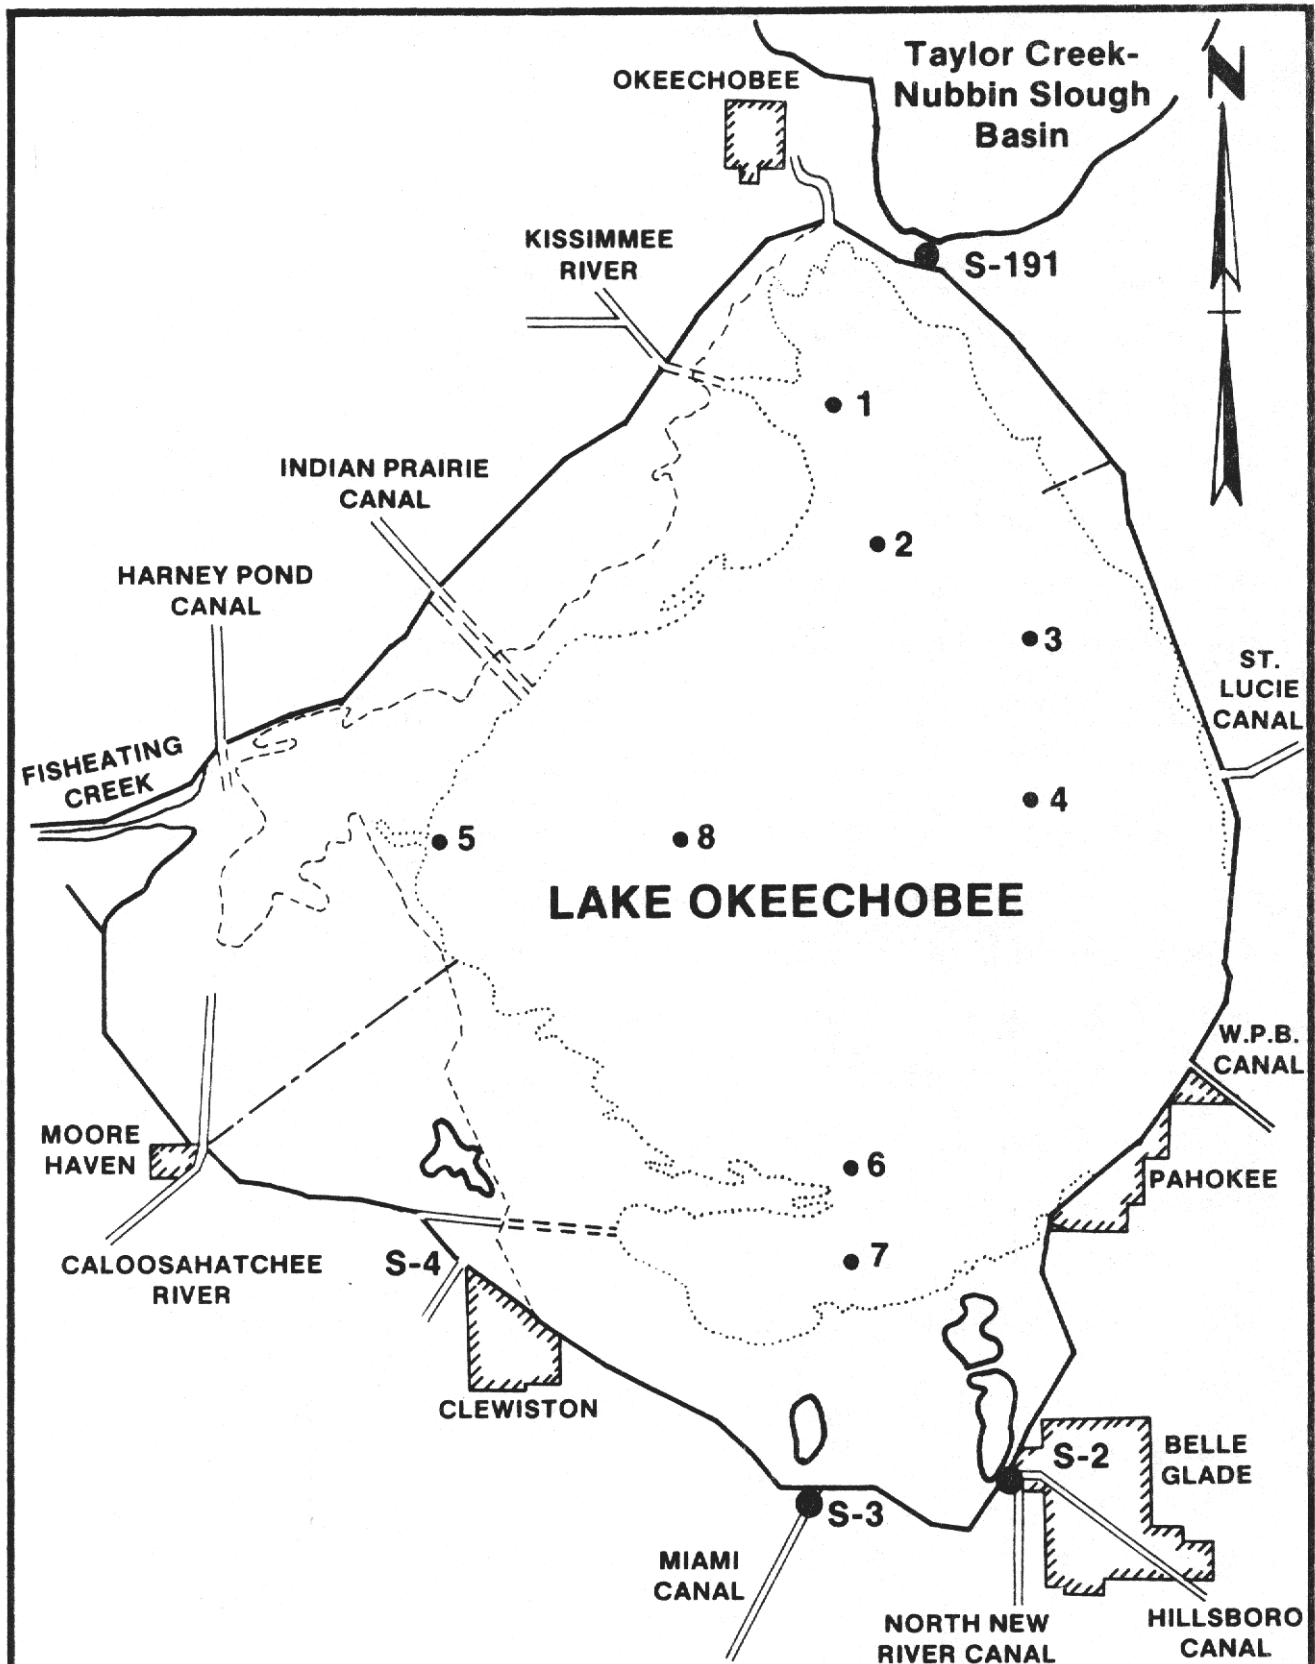 Taylor Creek-
Nubbin Slough
Basin
N
OKEECHOBEE
KISSIMMEE
RIVER
S-191
1
INDIAN PRAIRIE
CANAL
2
HARNEY POND
CANAL
3
ST.
LUCIE
CANAL
FISHEATING
CREEK
4
5
8
LAKE OKEECHOBEE
W.P.B.
CANAL
MOORE
HAVEN
6
PAHOKEE
7
CALOOSAHATCHEE
RIVER
S-4
CLEWISTON
S-2
BELLE
GLADE
S-3
MIAMI
CANAL
NORTH NEW
RIVER CANAL
HILLSBORO
CANAL